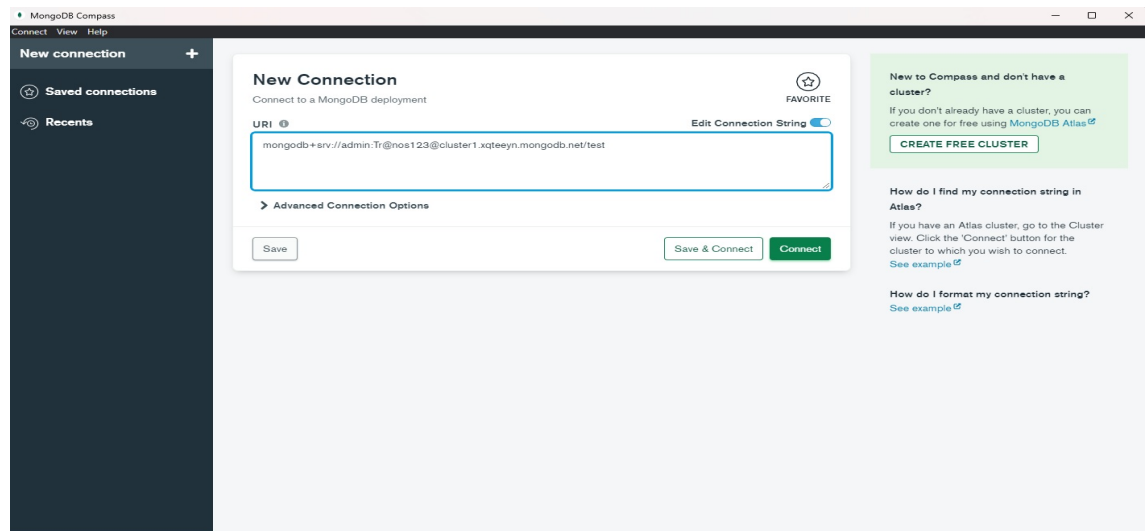 MongoDB Compass
Connect View Help
New connection +
Saved connections
Recents
New Connection
Connect to a MongoDB deployment
FAVORITE
URI
Edit Connection String
mongodb+srv://admin:Tr@nos123@cluster1.xqteeyn.mongodb.net/test
Advanced Connection Options
Save
Save & Connect
Connect
New to Compass and don't have a
cluster?
If you don't already have a cluster, you can
create one for free using MongoDB Atlas
CREATE FREE CLUSTER
How do I find my connection string in
Atlas?
If you have an Atlas cluster, go to the Cluster
view. Click the 'Connect' button for the
cluster to which you wish to connect.
See example
How do I format my connection string?
See example